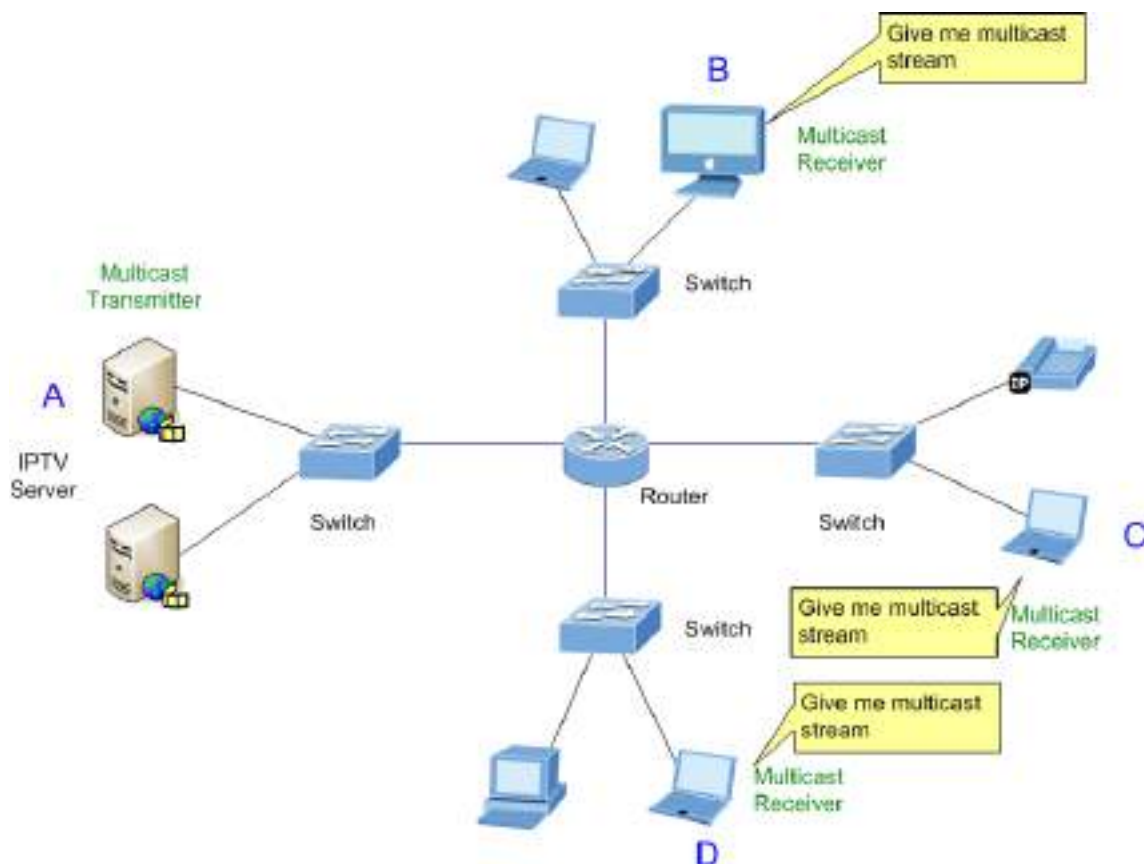 Give me multicast
stream
B
Multicast
Receiver
Switch
Multicast
Transmitter
A
IPTV
Server
Switch
Router
Switch
IP
C
Switch
Give me multicast
stream
Multicast
Receiver
Give me multicast
stream
Multicast
Receiver
D